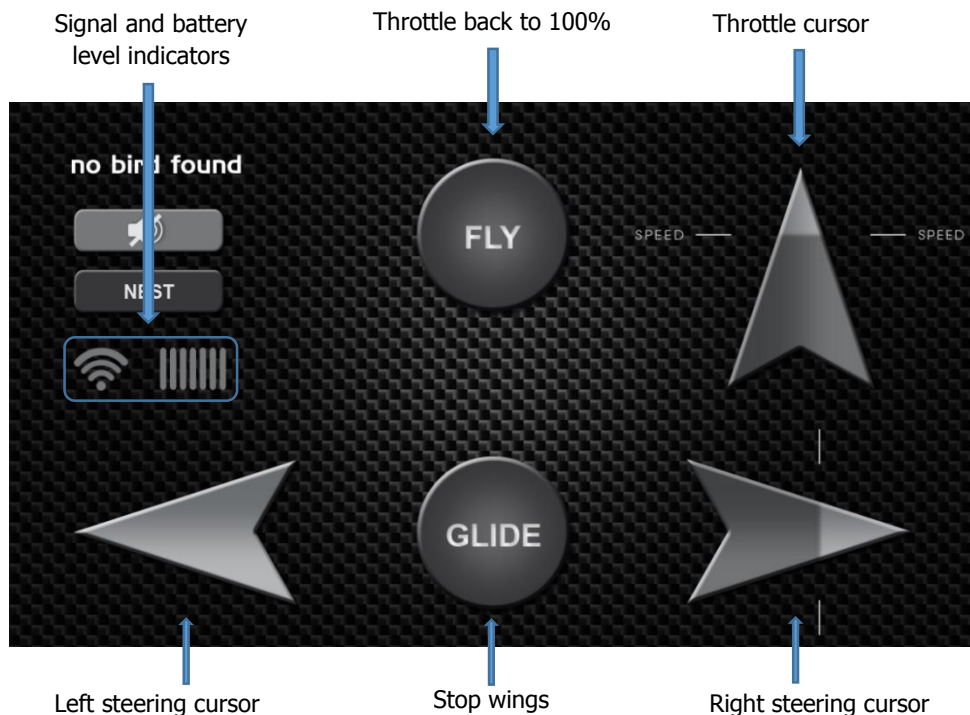 Signal and battery
level indicators
Throttle back to 100%
Throttle cursor
no bird found
NEST
FLY
SPEED
SPEED
GLIDE
Left steering cursor
Stop wings
Right steering cursor